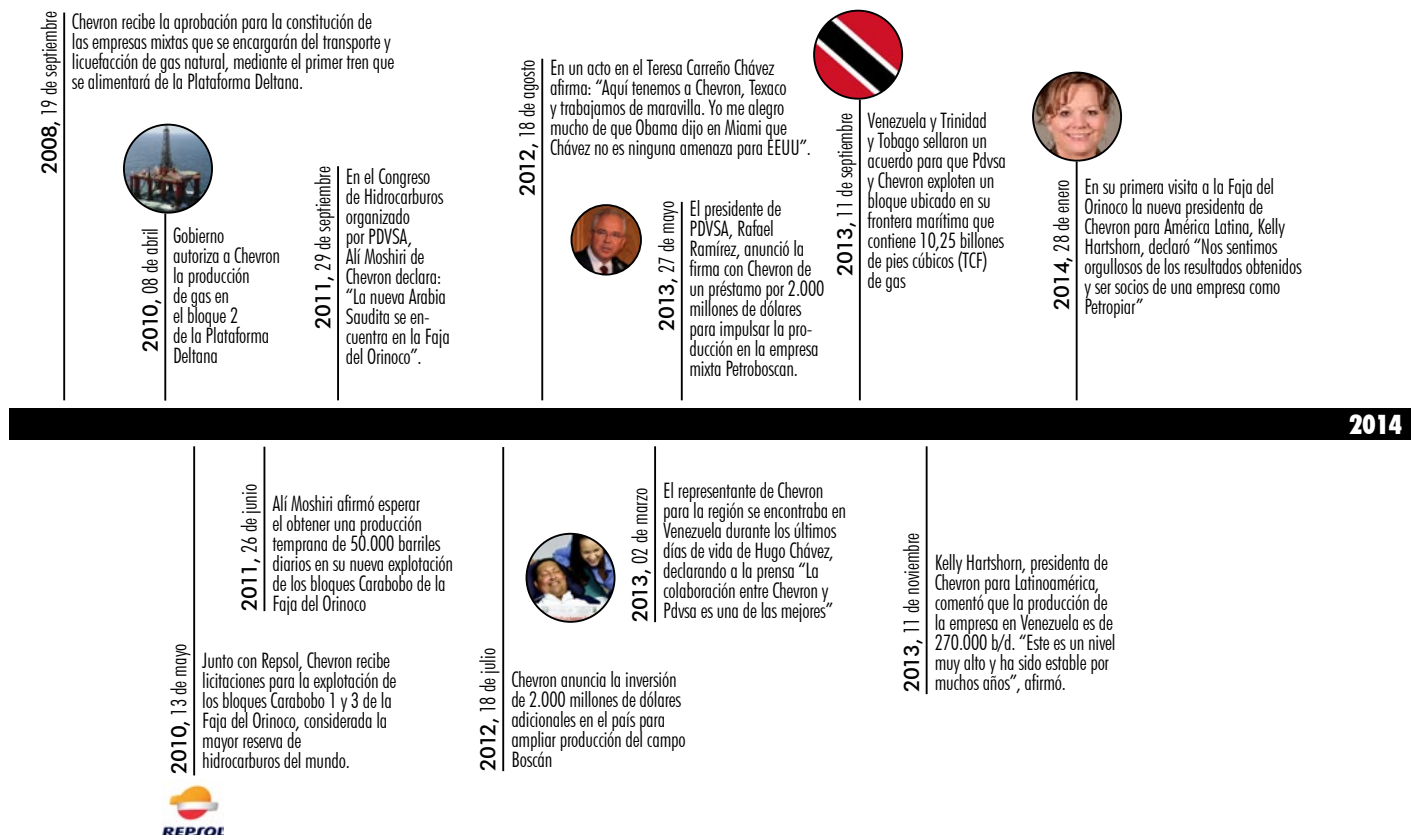 2008, 19 de septiembre
Chevron recibe la aprobación para la constitución de
las empresas mixtas que se encargarán del transporte y
licuefacción de gas natural, mediante el primer tren que
se alimentará de la Plataforma Deltana.
2010, 08 de abril
Gobierno
autoriza a Chevron
la producción
de gas en
el bloque 2
de la Plataforma
Deltana
2011, 29 de septiembre
En el Congreso
de Hidrocarburos
organizado
por PDVSA,
Alí Moshiri de
Chevron declara:
“La nueva Arabia
Saudita se en-
cuentra en la Faja
del Orinoco”.
2012, 18 de agosto
En un acto en el Teresa Carreño Chávez
afirma: “Aquí tenemos a Chevron, Texaco
y trabajamos de maravilla. Yo me alegro
mucho de que Obama dijo en Miami que
Chávez no es ninguna amenaza para EEUU”.
2013, 27 de mayo
El presidente de
PDVSA, Rafael
Ramírez, anunció la
firma con Chevron de
un préstamo por 2.000
millones de dólares
para impulsar la pro-
ducción en la empresa
mixta Petroboscan.
2013, 11 de septiembre
Venezuela y Trinidad
y Tobago sellaron un
acuerdo para que Pdvsa
y Chevron exploten un
bloque ubicado en su
frontera marítima que
contiene 10,25 billones
de pies cúbicos (TCF)
de gas
2014, 28 de enero
En su primera visita a la Faja del
Orinoco la nueva presidenta de
Chevron para América Latina, Kelly
Hartshorn, declaró “Nos sentimos
orgullosos de los resultados obtenidos
y ser socios de una empresa como
Petropiar”
2014
2010, 13 de mayo
Junto con Repsol, Chevron recibe
licitaciones para la explotación de
los bloques Carabobo 1 y 3 de la
Faja del Orinoco, considerada la
mayor reserva de
hidrocarburos del mundo.
REPSOL
2011, 26 de junio
Alí Moshiri afirmó esperar
el obtener una producción
temprana de 50.000 barriles
diarios en su nueva explotación
de los bloques Carabobo de la
Faja del Orinoco
2012, 18 de julio
Chevron anuncia la inversión
de 2.000 millones de dólares
adicionales en el país para
ampliar producción del campo
Boscán
2013, 02 de marzo
El representante de Chevron
para la región se encontraba en
Venezuela durante los últimos
días de vida de Hugo Chávez,
declarando a la prensa “La
colaboración entre Chevron y
Pdvsa es una de las mejores”
2013, 11 de noviembre
Kelly Hartshorn, presidenta de
Chevron para Latinoamérica,
comentó que la producción de
la empresa en Venezuela es de
270.000 b/d. “Este es un nivel
muy alto y ha sido estable por
muchos años”, afirmó.